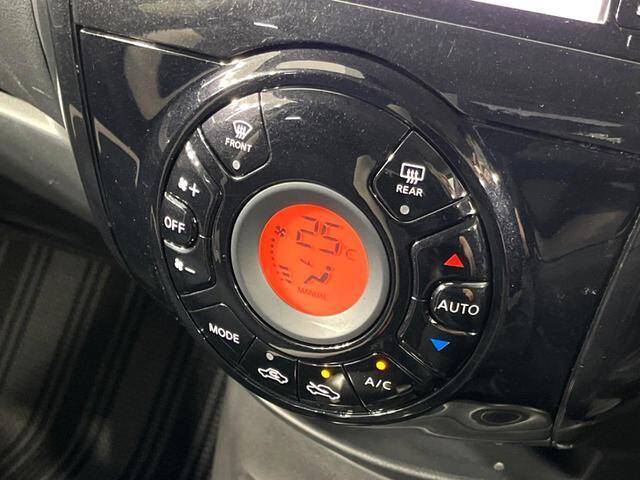 FRONT
REAR
+
OFF
-
25°C
MANUAL
AUTO
MODE
A/C